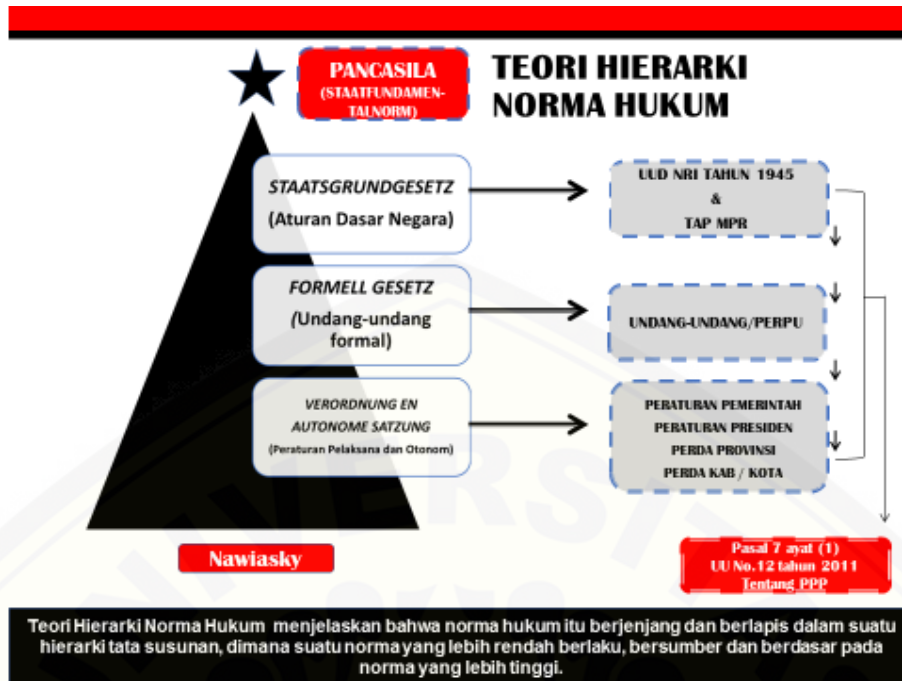 PANCASILA
(STAATFUNDAMEN-
TALNORM)
TEORI HIERARKI
NORMA HUKUM
STAATSGRUNDGESETZ
(Aturan Dasar Negara)
UUD NRI TAHUN 1945
&
TAP MPR
FORMELL GESETZ
(Undang-undang
formal)
UNDANG-UNDANG/PERPU
VERORDNUNG EN
AUTONOME SATZUNG
(Peraturan Pelaksana dan Otonom)
PERATURAN PEMERINTAH
PERATURAN PRESIDEN
PERDA PROVINSI
PERDA KAB / KOTA
Nawiasky
Pasal 7 ayat (1)
UU No.12 tahun 2011
Tentang PPP
Teori Hierarki Norma Hukum menjelaskan bahwa norma hukum itu berjenjang dan berlapis dalam suatu
hierarki tata susunan, dimana suatu norma yang lebih rendah berlaku, bersumber dan berdasar pada
norma yang lebih tinggi.